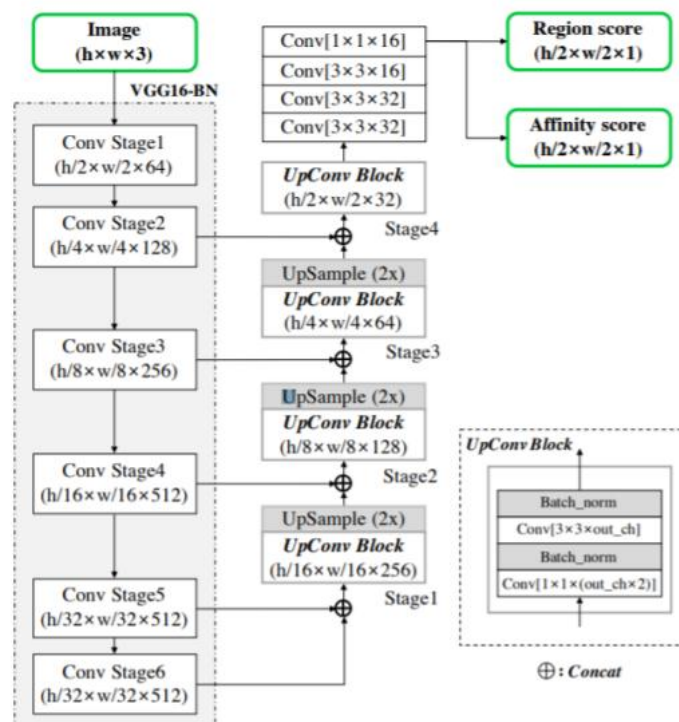 Image
(h×w×3)
VGG16-BN
Conv Stage1
(h/2×w/2×64)
Conv Stage2
(h/4×w/4×128)
Conv Stage3
(h/8×w/8×256)
Conv Stage4
(h/16×w/16×512)
Conv Stage5
(h/32×w/32×512)
Conv Stage6
(h/32×w/32×512)
Conv[1×1×16]
Conv[3×3×16]
Conv[3×3×32]
Conv[3×3×32]
UpConv Block
(h/2×w/2×32)
Stage4
UpSample (2x)
UpConv Block
(h/4×w/4×64)
Stage3
UpSample (2x)
UpConv Block
(h/8×w/8×128)
Stage2
UpSample (2x)
UpConv Block
(h/16×w/16×256)
Stage1
Region score
(h/2×w/2×1)
Affinity score
(h/2×w/2×1)
UpConv Block
Batch_norm
Conv[3×3×out_ch]
Batch_norm
Conv[1×1×(out_ch×2)]
⊕ : Concat